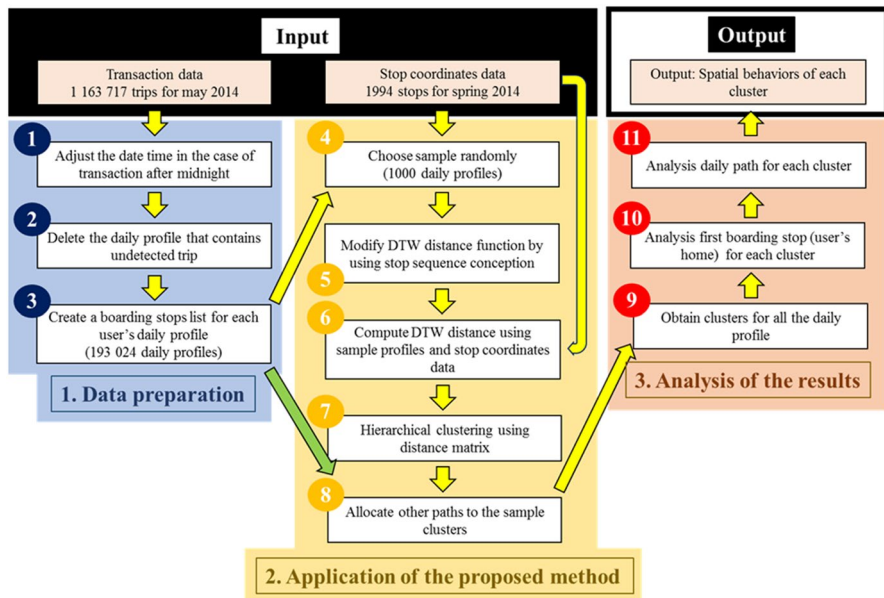 Input
Transaction data
1 163 717 trips for may 2014
Stop coordinates data
1994 stops for spring 2014
1
Adjust the date time in the case of
transaction after midnight
2
Delete the daily profile that contains
undetected trip
3
Create a boarding stops list for each
user's daily profile
(193 024 daily profiles)
1. Data preparation
4
Choose sample randomly
(1000 daily profiles)
Modify DTW distance function by
using stop sequence conception
5
6
Compute DTW distance using
sample profiles and stop coordinates
data
7
Hierarchical clustering using
distance matrix
8
Allocate other paths to the sample
clusters
2. Application of the proposed method
Output
Output: Spatial behaviors of each
cluster
11
Analysis daily path for each cluster
10
Analysis first boarding stop (user's
home) for each cluster
9
Obtain clusters for all the daily
profile
3. Analysis of the results